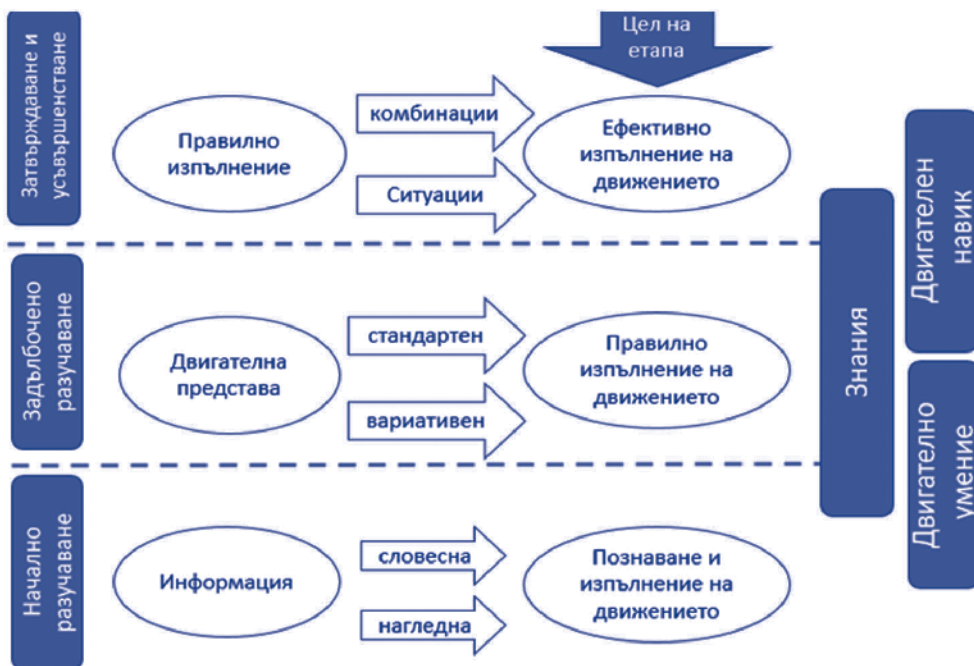 Цел на
етапа
Затвърждаване и
усъвършенстване
Правилно
изпълнение
комбинации
Ситуации
Ефективно
изпълнение на
движението
Задълбочено
разучаване
Двигателна
представа
стандартен
вариативен
Правилно
изпълнение на
движението
Начално
разучаване
Информация
словесна
нагледна
Познаване и
изпълнение на
движението
Знания
Двигателен
навик
Двигателно
умение